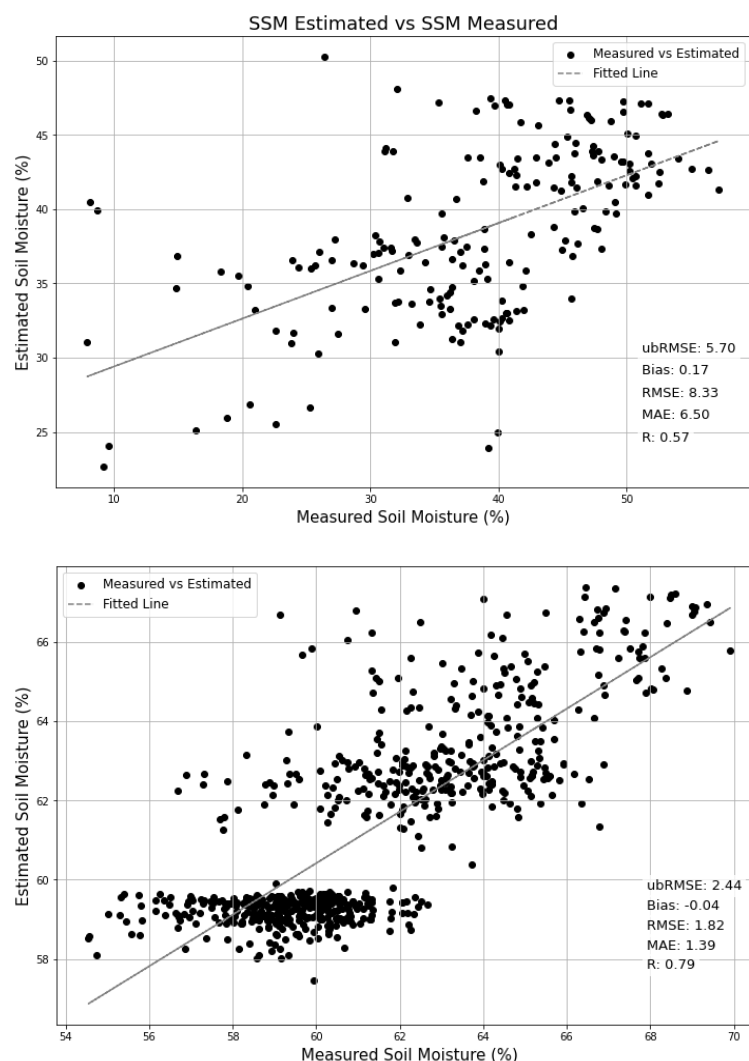 SSM Estimated vs SSM Measured
Measured vs Estimated
Fitted Line
50
45
40
35
30
25
Estimated Soil Moisture (%)
ubRMSE: 5.70
Bias: 0.17
RMSE: 8.33
MAE: 6.50
R: 0.57
10 20 30 40 50
Measured Soil Moisture (%)
Measured vs Estimated
Fitted Line
66
64
62
60
58
Estimated Soil Moisture (%)
ubRMSE: 2.44
Bias: -0.04
RMSE: 1.82
MAE: 1.39
R: 0.79
54 56 58 60 62 64 66 68 70
Measured Soil Moisture (%)